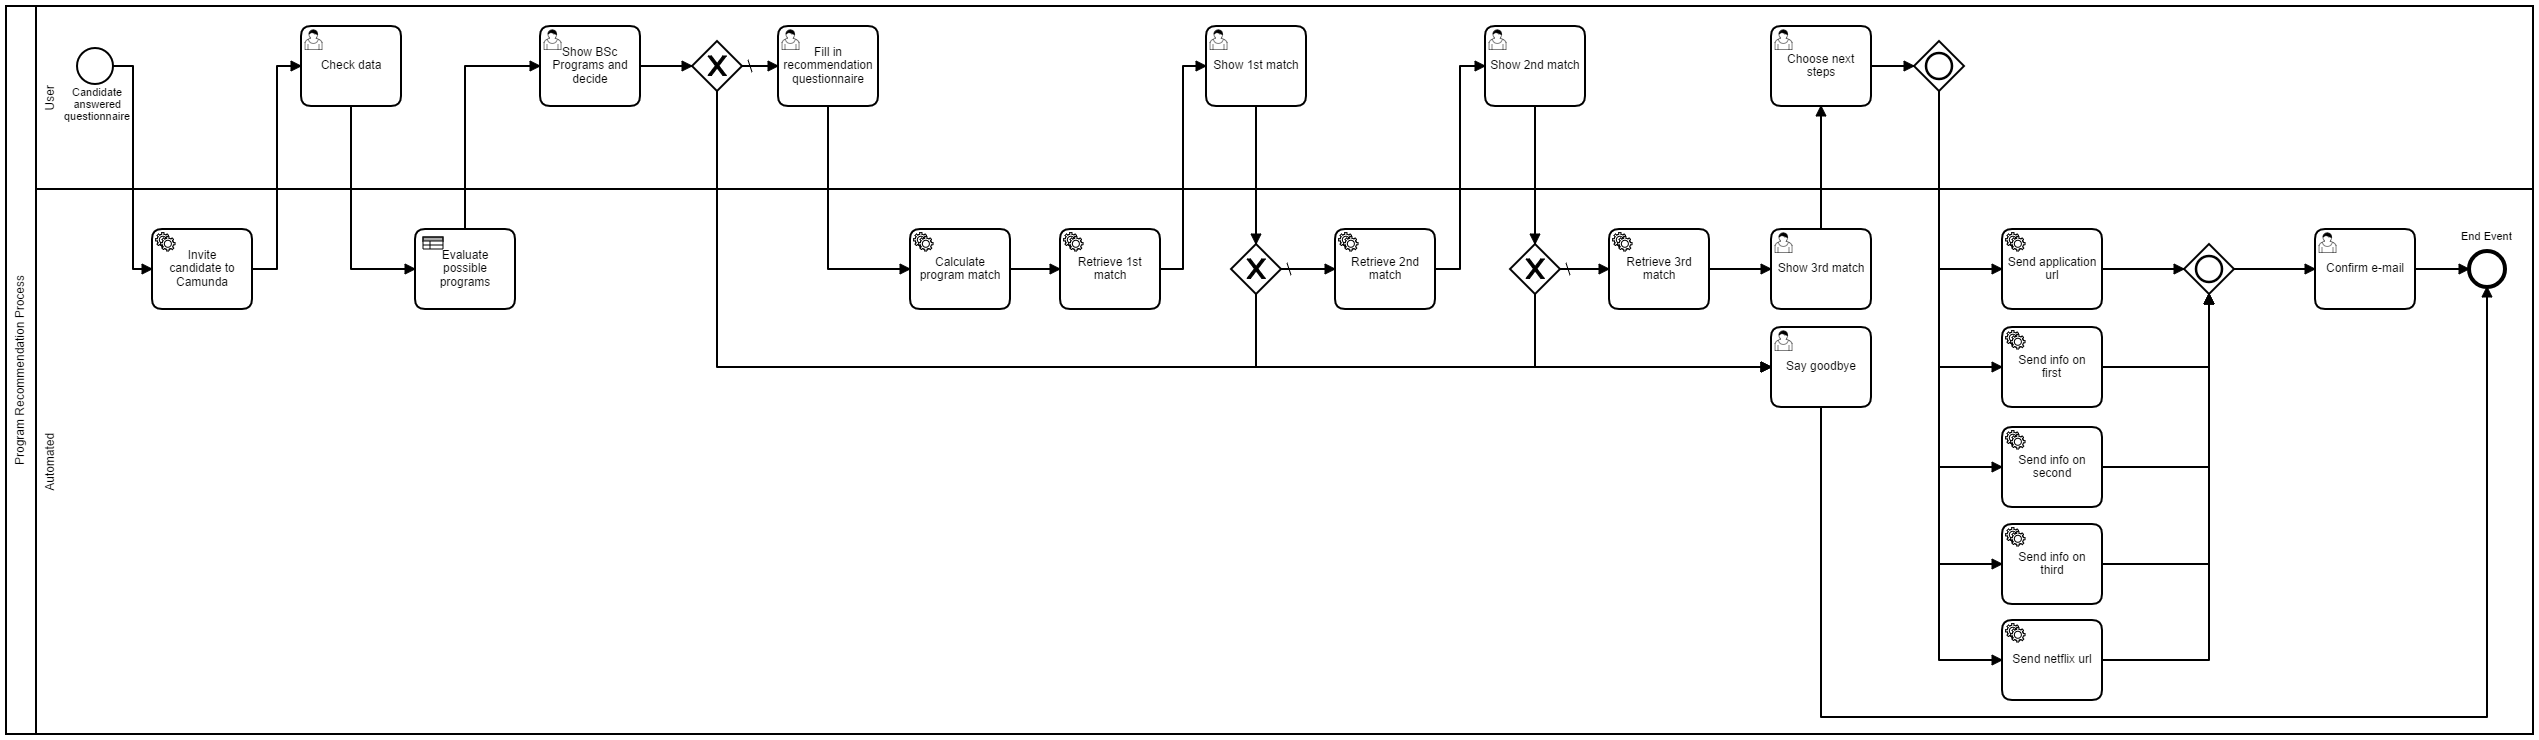 Program Recommendation Process
User
Candidate
answered
questionnaire
Check data
Show BSc
Programs and
decide
Fill in
recommendation
questionnaire
Show 1st match
Show 2nd match
Choose next
steps
Automated
Invite
candidate to
Camunda
Evaluate
possible
programs
Calculate
program match
Retrieve 1st
match
Retrieve 2nd
match
Retrieve 3rd
match
Show 3rd match
Say goodbye
Send application
url
Send info on
first
Send info on
second
Send info on
third
Send netflix url
Confirm e-mail
End Event